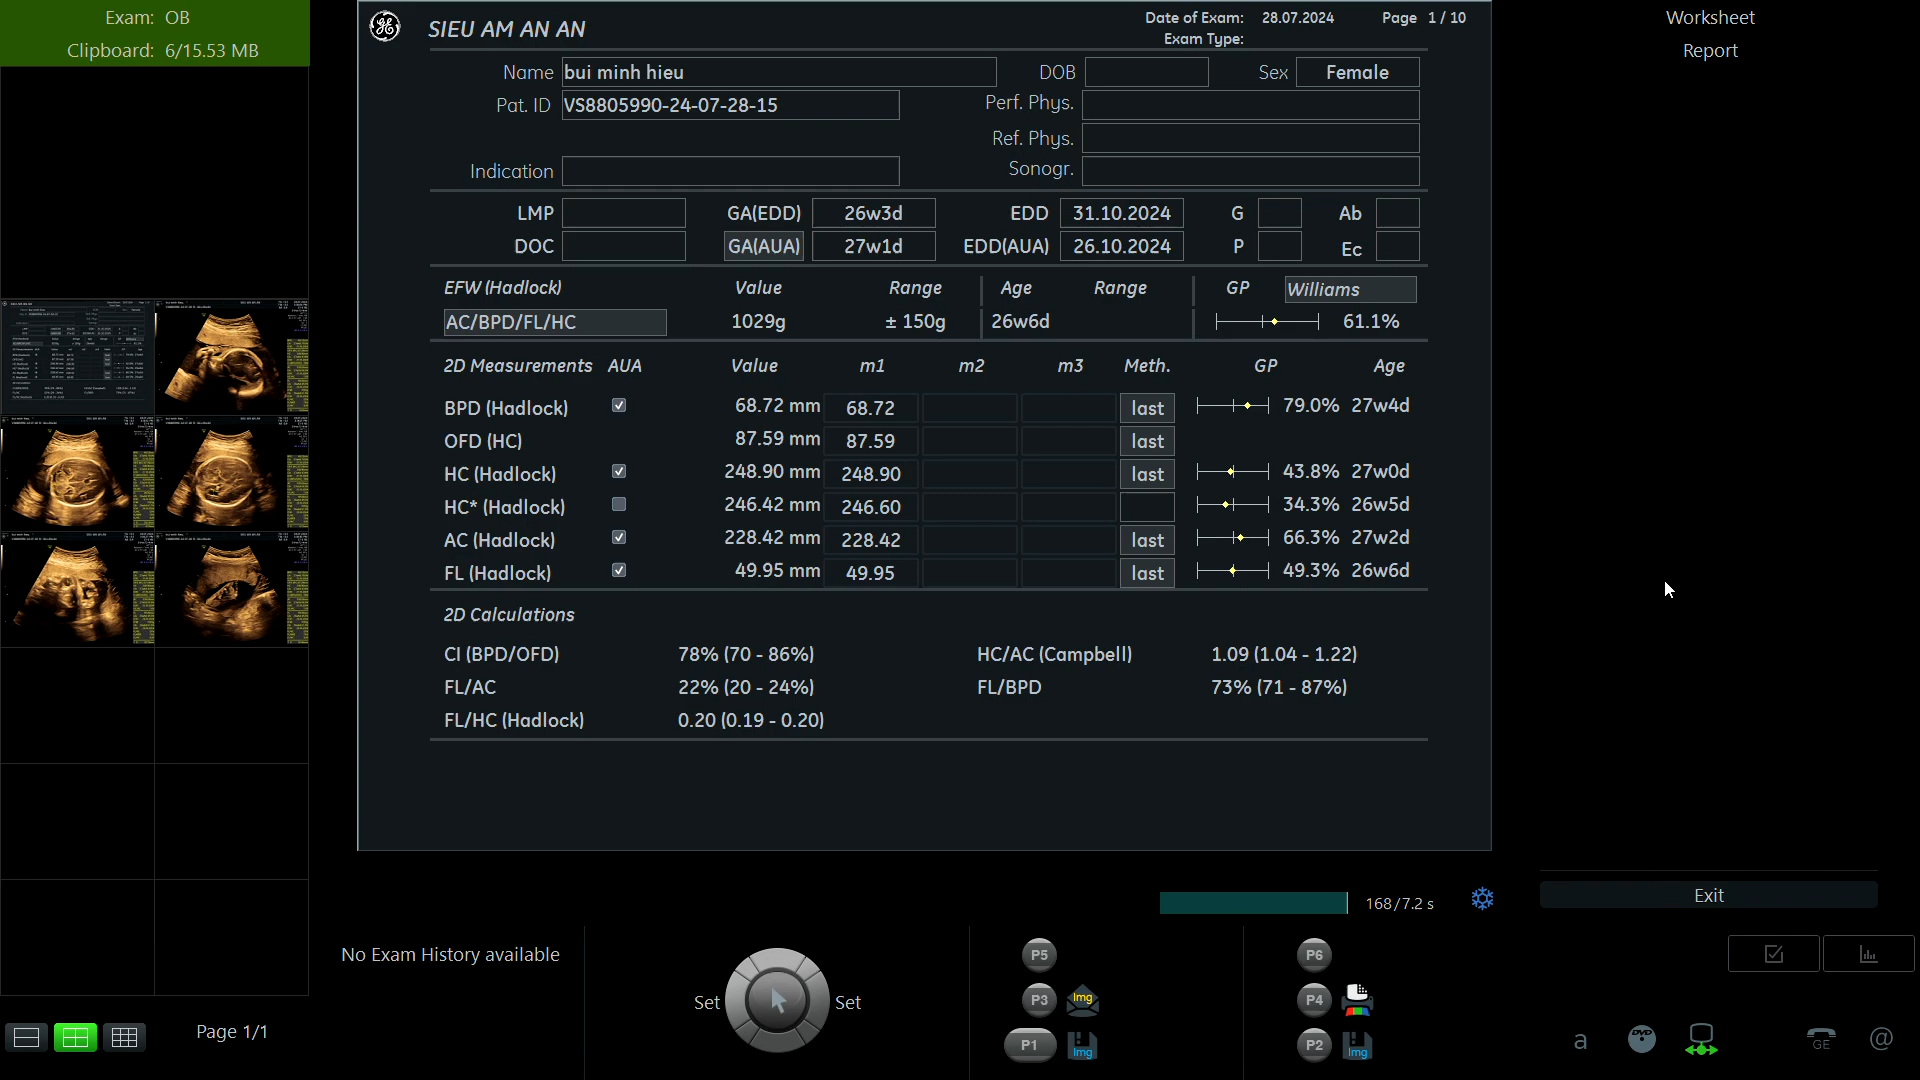 Exam: OB
Clipboard: 6/15.53 MB
SIEU AM AN AN
Date of Exam: 28.07.2024 Page 1 / 10
Exam Type:
Name bui minh hieu DOB Sex Female
Pat. ID VS8805990-24-07-28-15 Perf. Phys.
Ref. Phys.
Indication Sonogr.
LMP GA(EDD) 26w3d EDD 31.10.2024 G Ab
DOC GA(AUA) 27w1d EDD(AUA) 26.10.2024 P Ec
EFW (Hadlock) Value Range Age Range GP Williams
AC/BPD/FL/HC 1029g ± 150g 26w6d 61.1%
2D Measurements AUA Value m1 m2 m3 Meth. GP Age
BPD (Hadlock) 68.72 mm 68.72 last 79.0% 27w4d
OFD (HC) 87.59 mm 87.59 last
HC (Hadlock) 248.90 mm 248.90 last 43.8% 27w0d
HC* (Hadlock) 246.42 mm 246.60 34.3% 26w5d
AC (Hadlock) 228.42 mm 228.42 last 66.3% 27w2d
FL (Hadlock) 49.95 mm 49.95 last 49.3% 26w6d
2D Calculations
CI (BPD/OFD) 78% (70 - 86%) HC/AC (Campbell) 1.09 (1.04 - 1.22)
FL/AC 22% (20 - 24%) FL/BPD 73% (71 - 87%)
FL/HC (Hadlock) 0.20 (0.19 - 0.20)
Worksheet
Report
168/7.2 s
Exit
No Exam History available
Set Set
P5 P6
P3 Img P4
P1 Img P2 Img
Page 1/1
a DVD GE @